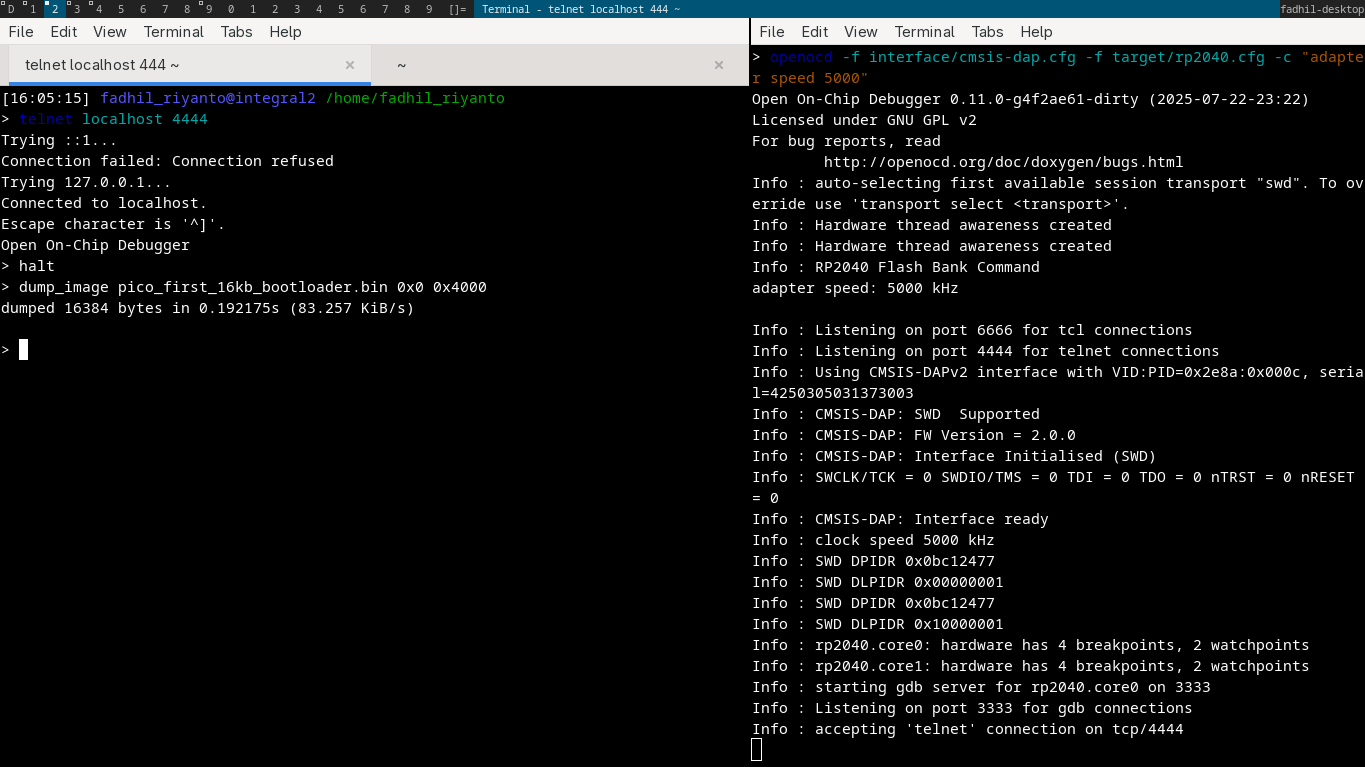 D 1 2 3 4 5 6 7 8 9 0 1 2 3 4 5 6 7 8 9 []= Terminal - telnet localhost 444 ~ fadhil-desktop
File Edit View Terminal Tabs Help
telnet localhost 444 ~ × ~ ×
[16:05:15] fadhil_riyanto@integral2 /home/fadhil_riyanto
> telnet localhost 4444
Trying ::1...
Connection failed: Connection refused
Trying 127.0.0.1...
Connected to localhost.
Escape character is '^]'.
Open On-Chip Debugger
> halt
> dump_image pico_first_16kb_bootloader.bin 0x0 0x4000
dumped 16384 bytes in 0.192175s (83.257 KiB/s)
>
File Edit View Terminal Tabs Help
> openocd -f interface/cmsis-dap.cfg -f target/rp2040.cfg -c "adapte
r speed 5000"
Open On-Chip Debugger 0.11.0-g4f2ae61-dirty (2025-07-22-23:22)
Licensed under GNU GPL v2
For bug reports, read
http://openocd.org/doc/doxygen/bugs.html
Info : auto-selecting first available session transport "swd". To ov
erride use 'transport select <transport>'.
Info : Hardware thread awareness created
Info : Hardware thread awareness created
Info : RP2040 Flash Bank Command
adapter speed: 5000 kHz
Info : Listening on port 6666 for tcl connections
Info : Listening on port 4444 for telnet connections
Info : Using CMSIS-DAPv2 interface with VID:PID=0x2e8a:0x000c, seria
l=4250305031373003
Info : CMSIS-DAP: SWD  Supported
Info : CMSIS-DAP: FW Version = 2.0.0
Info : CMSIS-DAP: Interface Initialised (SWD)
Info : SWCLK/TCK = 0 SWDIO/TMS = 0 TDI = 0 TDO = 0 nTRST = 0 nRESET
= 0
Info : CMSIS-DAP: Interface ready
Info : clock speed 5000 kHz
Info : SWD DPIDR 0x0bc12477
Info : SWD DLPIDR 0x00000001
Info : SWD DPIDR 0x0bc12477
Info : SWD DLPIDR 0x10000001
Info : rp2040.core0: hardware has 4 breakpoints, 2 watchpoints
Info : rp2040.core1: hardware has 4 breakpoints, 2 watchpoints
Info : starting gdb server for rp2040.core0 on 3333
Info : Listening on port 3333 for gdb connections
Info : accepting 'telnet' connection on tcp/4444